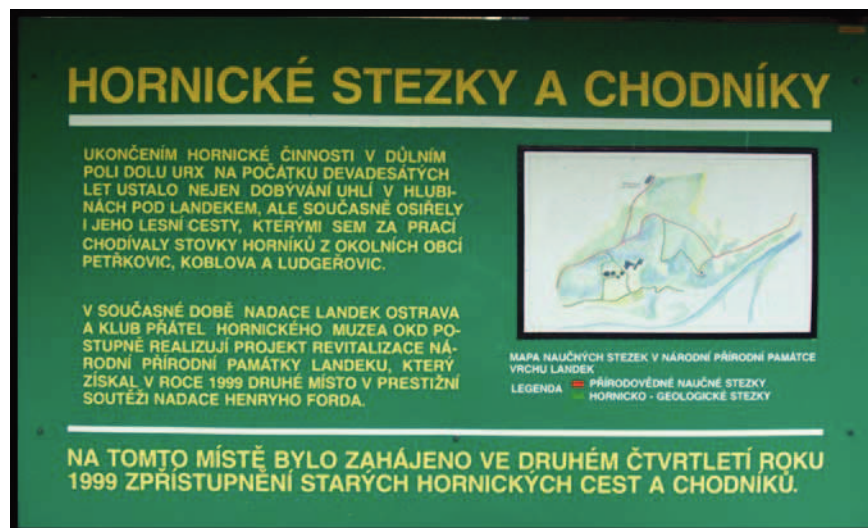 HORNICKÉ STEZKY A CHODNÍKY
UKONČENÍM HORNICKÉ ČINNOSTI V DŮLNÍM
POLI DOLU URX NA POČÁTKU DEVADESÁTÝCH
LET USTALO NEJEN DOBÝVÁNÍ UHLÍ V HLUBI-
NÁCH POD LANDEKEM, ALE SOUČASNĚ OSIŘELY
I JEHO LESNÍ CESTY, KTERÝMI SEM ZA PRACÍ
CHODÍVALY STOVKY HORNÍKŮ Z OKOLNÍCH OBCÍ
PETŘKOVIC, KOBLOVA A LUDGEŘOVIC.
V SOUČASNÉ DOBĚ NADACE LANDEK OSTRAVA
A KLUB PŘÁTEL HORNICKÉHO MUZEA OKD PO-
STUPNĚ REALIZUJÍ PROJEKT REVITALIZACE NÁ-
RODNÍ PŘÍRODNÍ PAMÁTKY LANDEKU, KTERÝ
ZÍSKAL V ROCE 1999 DRUHÉ MÍSTO V PRESTIŽNÍ
SOUTĚŽI NADACE HENRYHO FORDA.
MAPA NAUČNÝCH STEZEK V NÁRODNÍ PŘÍRODNÍ PAMÁTCE
VRCHU LANDEK
LEGENDA PŘÍRODOVĚDNÉ NAUČNÉ STEZKY
HORNICKO - GEOLOGICKÉ STEZKY
NA TOMTO MÍSTĚ BYLO ZAHÁJENO VE DRUHÉM ČTVRTLETÍ ROKU
1999 ZPŘÍSTUPNĚNÍ STARÝCH HORNICKÝCH CEST A CHODNÍKŮ.